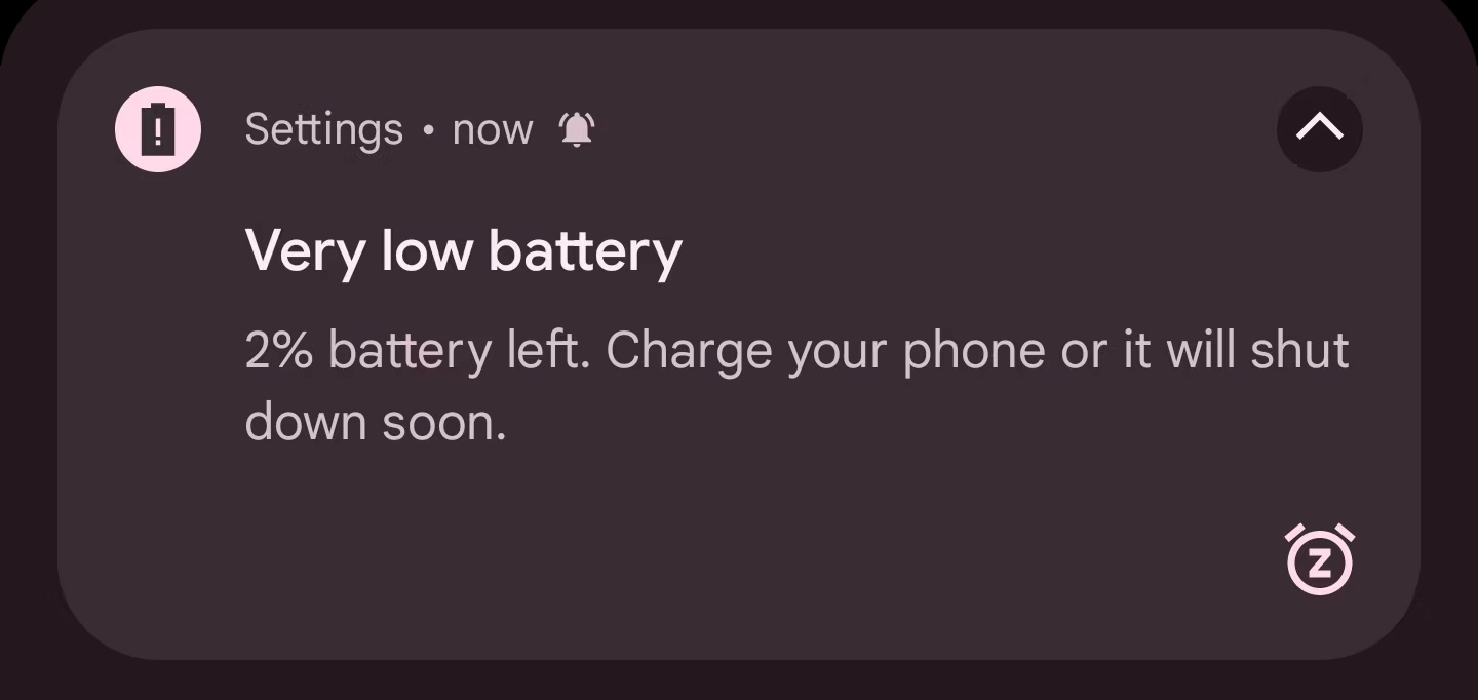 Settings • now
Very low battery
2% battery left. Charge your phone or it will shut
down soon.